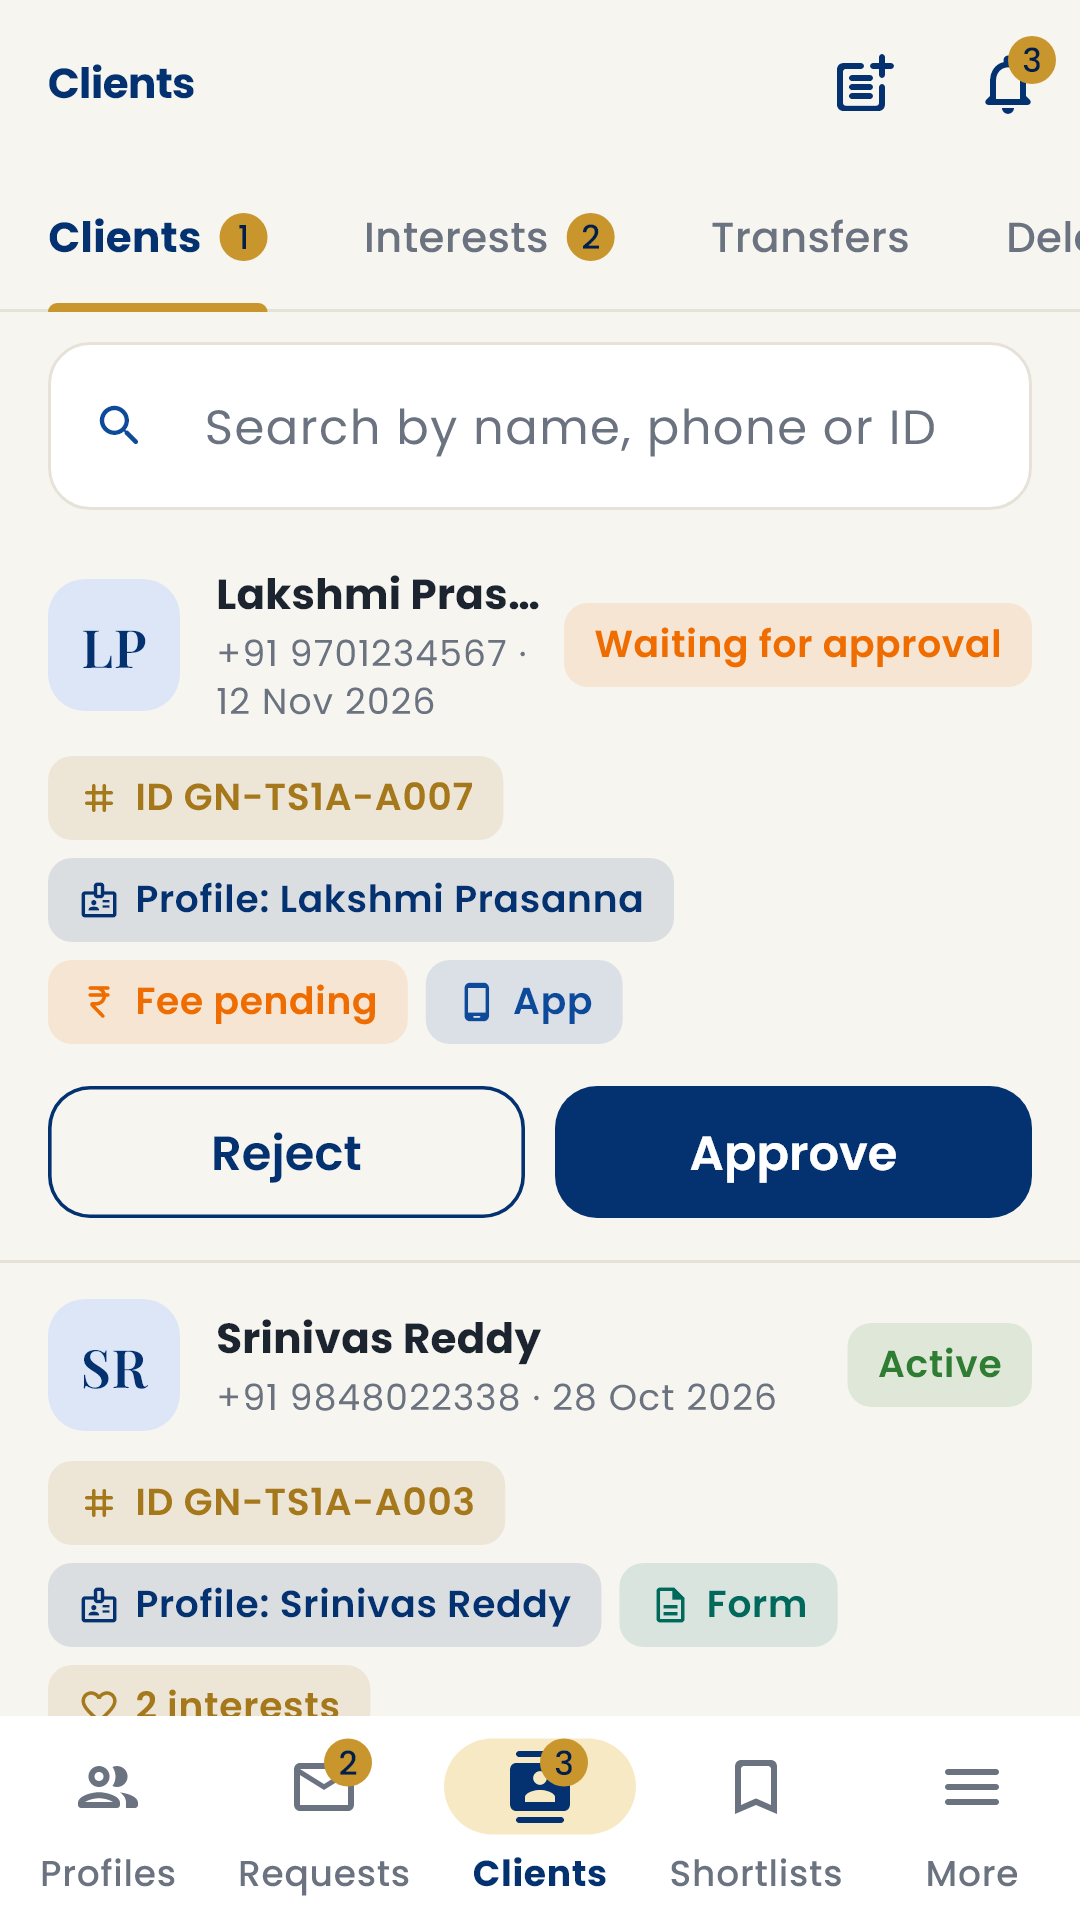 Clients
3
Clients 1 Interests 2 Transfers Dele
Search by name, phone or ID
LP
Lakshmi Pras...
+91 9701234567 ·
12 Nov 2026
Waiting for approval
ID GN-TS1A-A007
Profile: Lakshmi Prasanna
Fee pending
App
Reject
Approve
SR
Srinivas Reddy
+91 9848022338 · 28 Oct 2026
Active
ID GN-TS1A-A003
Profile: Srinivas Reddy
Form
2 interests
2
3
Profiles Requests Clients Shortlists More